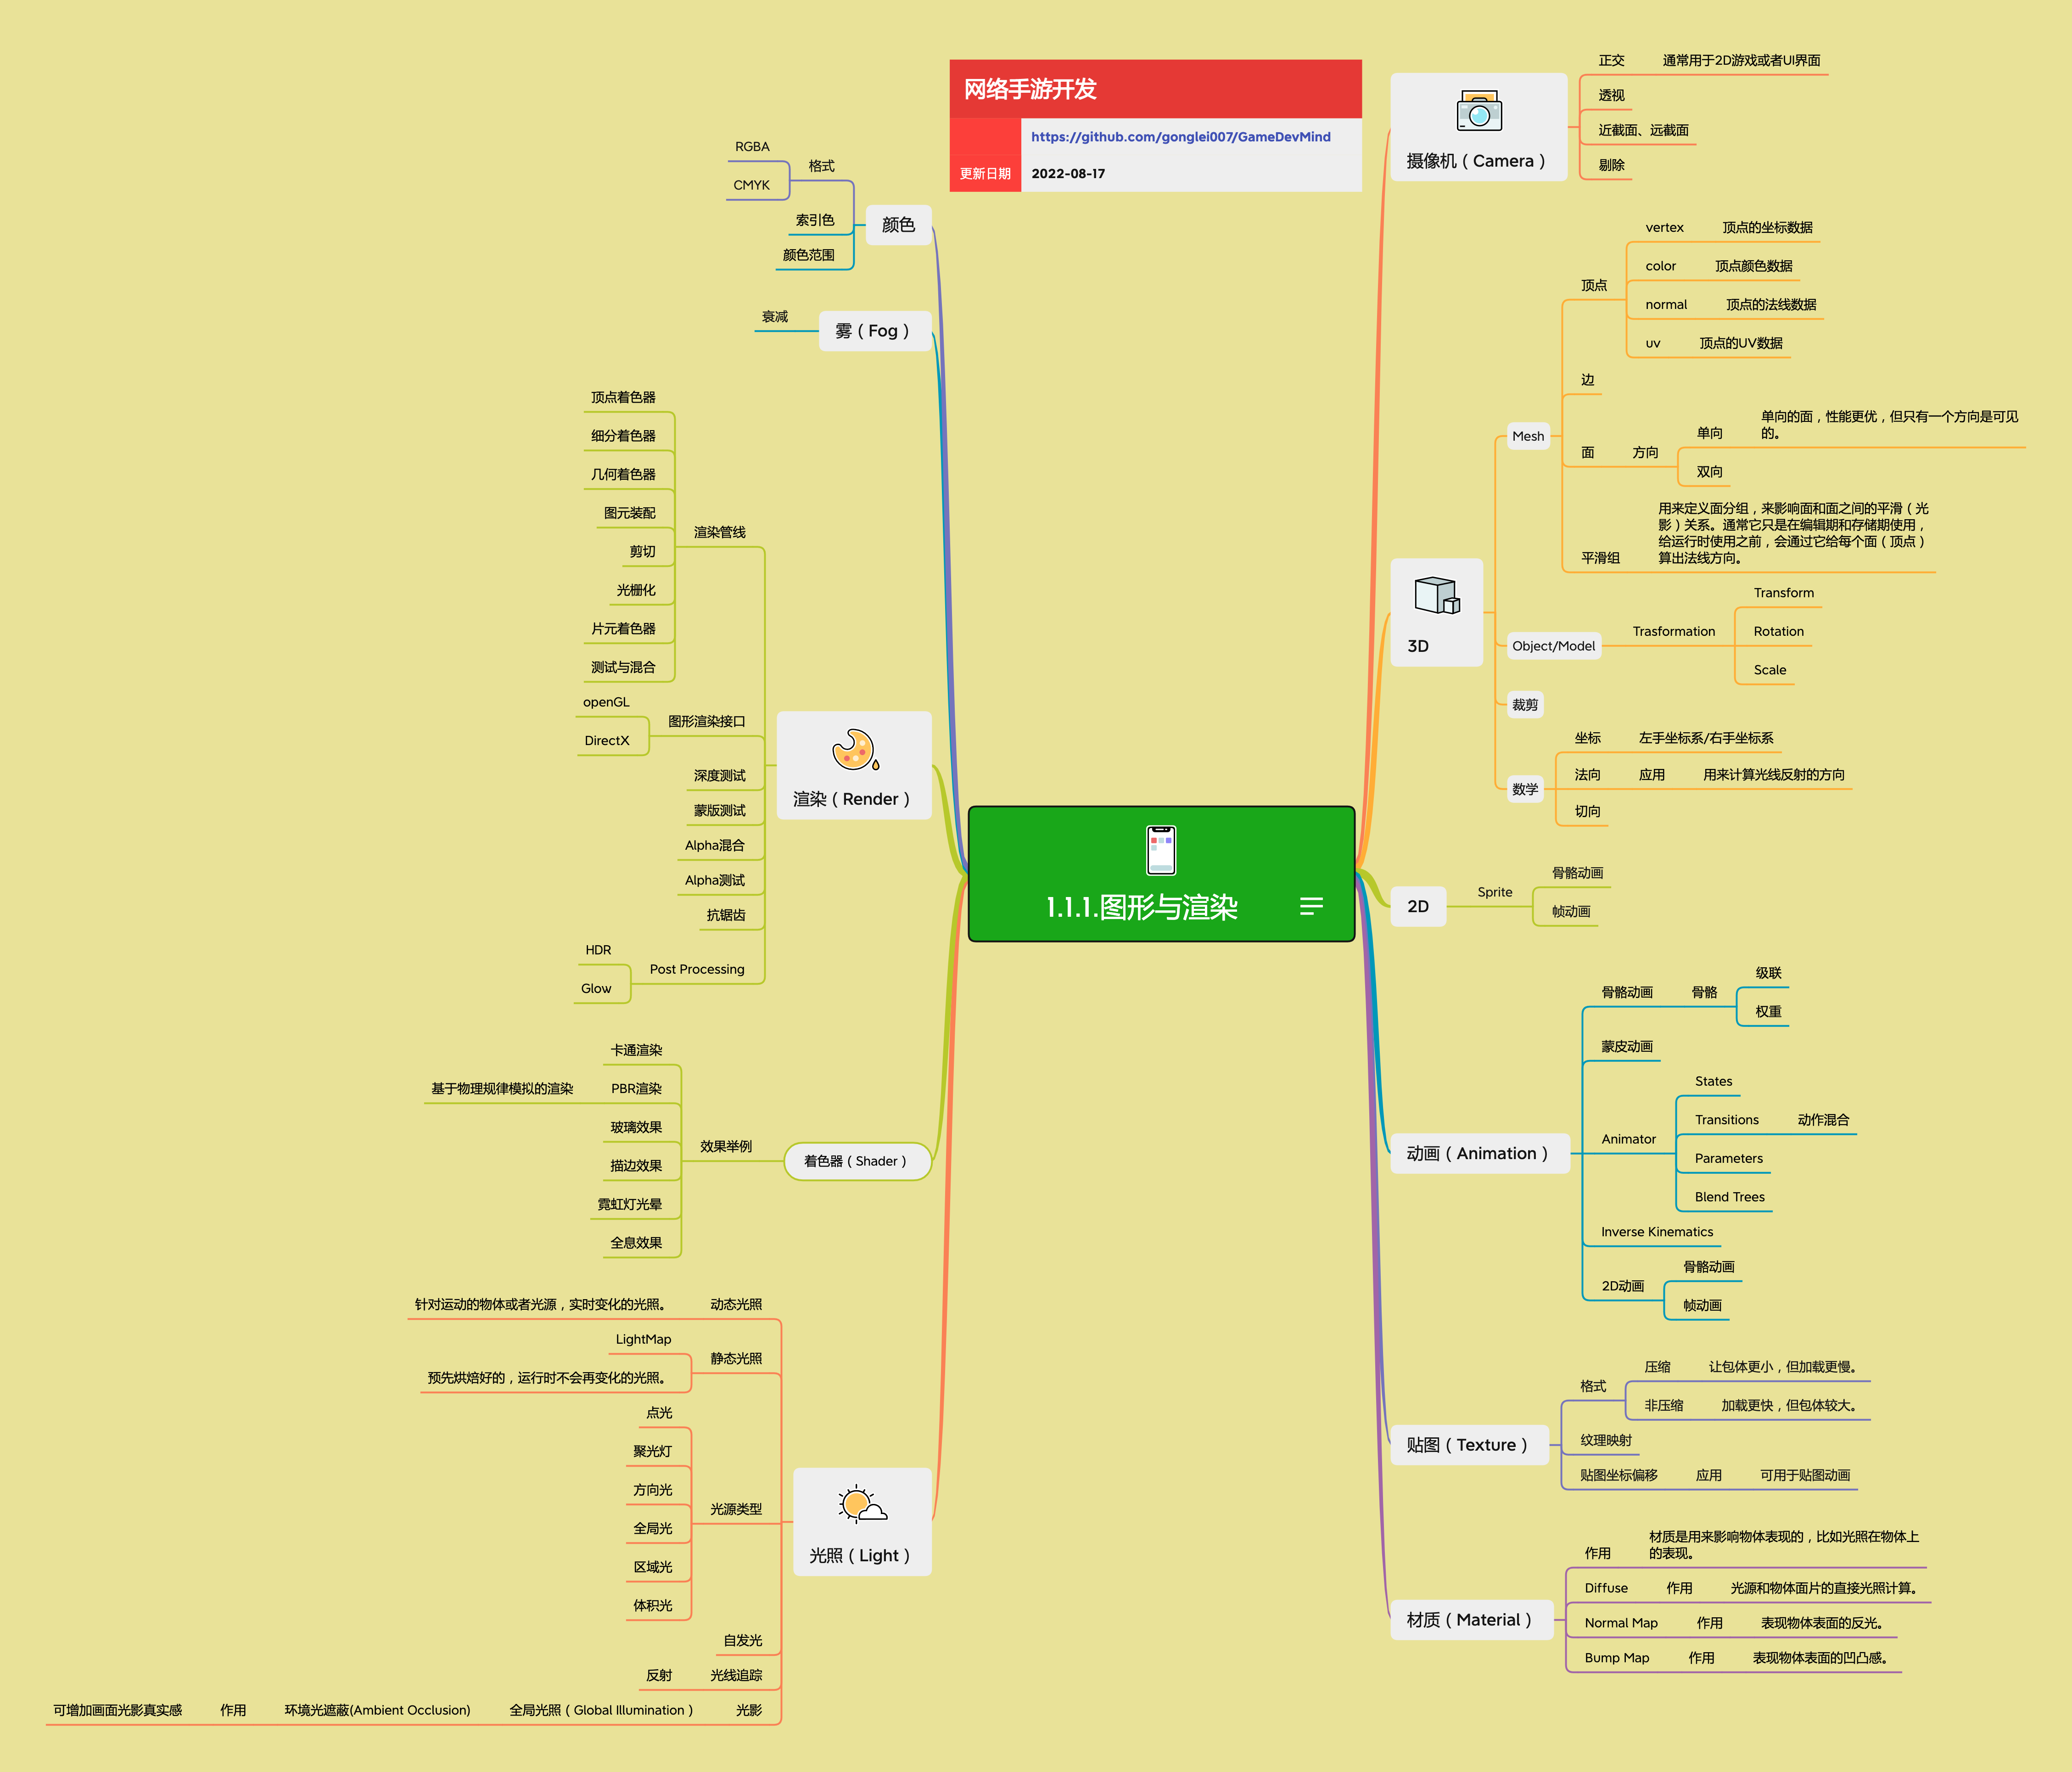 网络手游开发
https://github.com/gonglei007/GameDevMind
更新日期
2022-08-17
1.1.1.图形与渲染
摄像机（Camera）
正交
通常用于2D游戏或者UI界面
透视
近截面、远截面
剔除
3D
Mesh
顶点
vertex
顶点的坐标数据
color
顶点颜色数据
normal
顶点的法线数据
uv
顶点的UV数据
边
面
方向
单向
单向的面，性能更优，但只有一个方向是可见
的。
双向
平滑组
用来定义面分组，来影响面和面之间的平滑（光
影）关系。通常它只是在编辑期和存储期使用，
给运行时使用之前，会通过它给每个面（顶点）
算出法线方向。
Object/Model
Trasformation
Transform
Rotation
Scale
裁剪
数学
坐标
左手坐标系/右手坐标系
法向
应用
用来计算光线反射的方向
切向
2D
Sprite
骨骼动画
帧动画
动画（Animation）
骨骼动画
骨骼
级联
权重
蒙皮动画
Animator
States
Transitions
动作混合
Parameters
Blend Trees
Inverse Kinematics
2D动画
骨骼动画
帧动画
贴图（Texture）
格式
压缩
让包体更小，但加载更慢。
非压缩
加载更快，但包体较大。
纹理映射
贴图坐标偏移
应用
可用于贴图动画
材质（Material）
作用
材质是用来影响物体表现的，比如光照在物体上
的表现。
Diffuse
作用
光源和物体面片的直接光照计算。
Normal Map
作用
表现物体表面的反光。
Bump Map
作用
表现物体表面的凹凸感。
颜色
格式
RGBA
CMYK
索引色
颜色范围
雾（Fog）
衰减
渲染（Render）
渲染管线
顶点着色器
细分着色器
几何着色器
图元装配
剪切
光栅化
片元着色器
测试与混合
图形渲染接口
openGL
DirectX
深度测试
蒙版测试
Alpha混合
Alpha测试
抗锯齿
Post Processing
HDR
Glow
着色器（Shader）
效果举例
卡通渲染
PBR渲染
基于物理规律模拟的渲染
玻璃效果
描边效果
霓虹灯光晕
全息效果
光照（Light）
动态光照
针对运动的物体或者光源，实时变化的光照。
静态光照
LightMap
预先烘焙好的，运行时不会再变化的光照。
光源类型
点光
聚光灯
方向光
全局光
区域光
体积光
自发光
光线追踪
反射
光影
全局光照（Global Illumination）
环境光遮蔽(Ambient Occlusion)
作用
可增加画面光影真实感